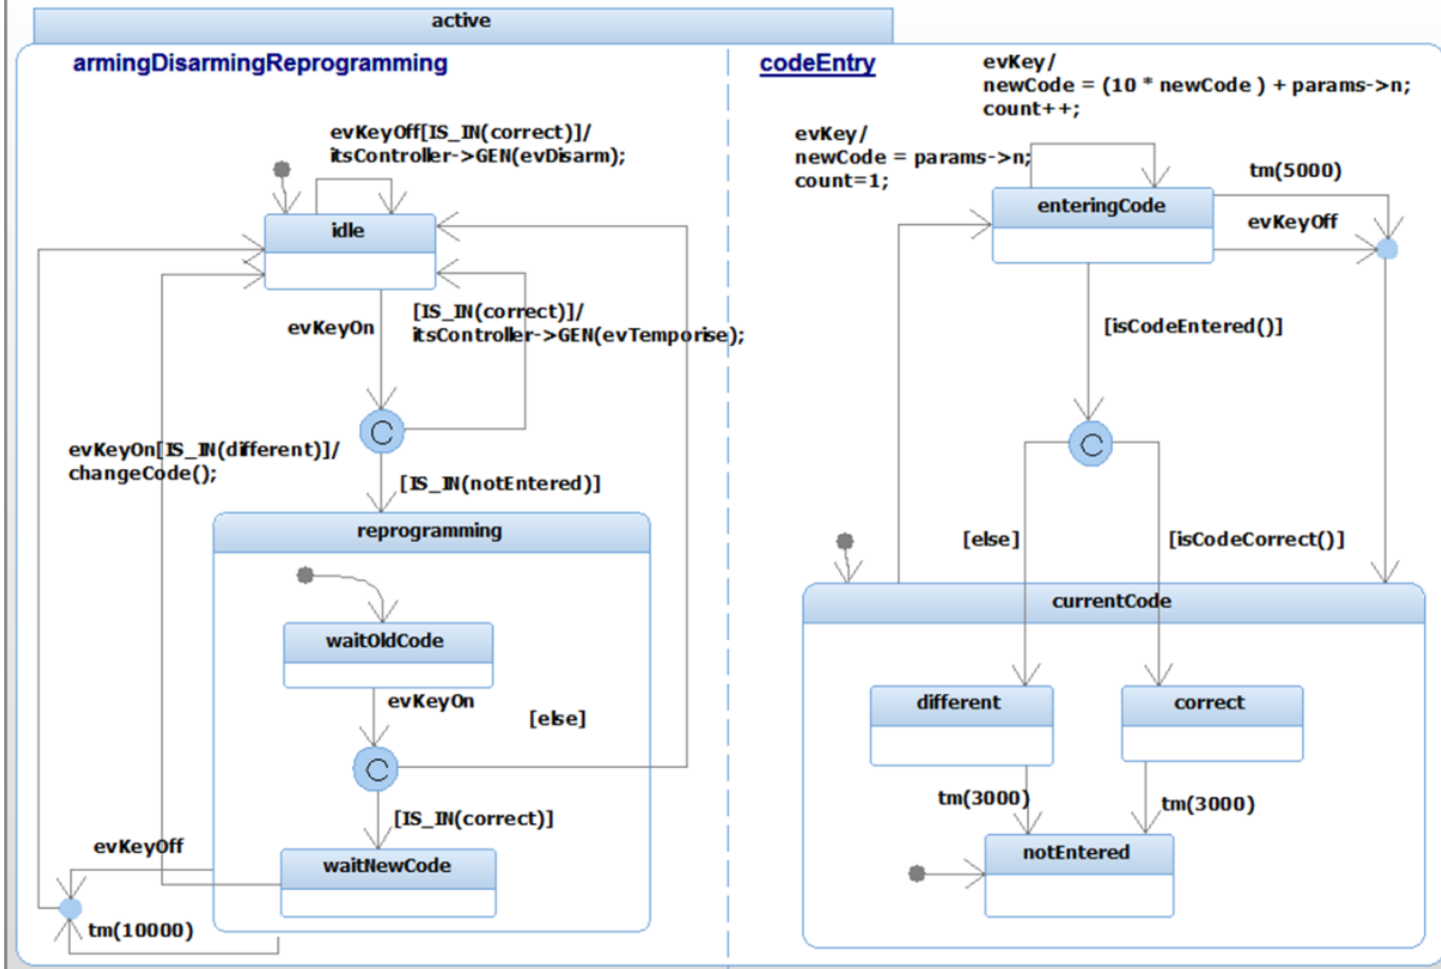 active
armingDisarmingReprogramming
evKeyOff[IS_IN(correct)]/
itsController->GEN(evDisarm);
idle
evKeyOn
[IS_IN(correct)]/
itsController->GEN(evTemporise);
C
evKeyOn[IS_IN(different)]/
changeCode();
[IS_IN(notEntered)]
reprogramming
waitOldCode
evKeyOn
[else]
C
[IS_IN(correct)]
waitNewCode
evKeyOff
tm(10000)
codeEntry
evKey/
newCode = (10 * newCode ) + params->n;
count++;
evKey/
newCode = params->n;
count=1;
enteringCode
tm(5000)
evKeyOff
[isCodeEntered()]
C
[else]
[isCodeCorrect()]
currentCode
different
correct
tm(3000)
tm(3000)
notEntered